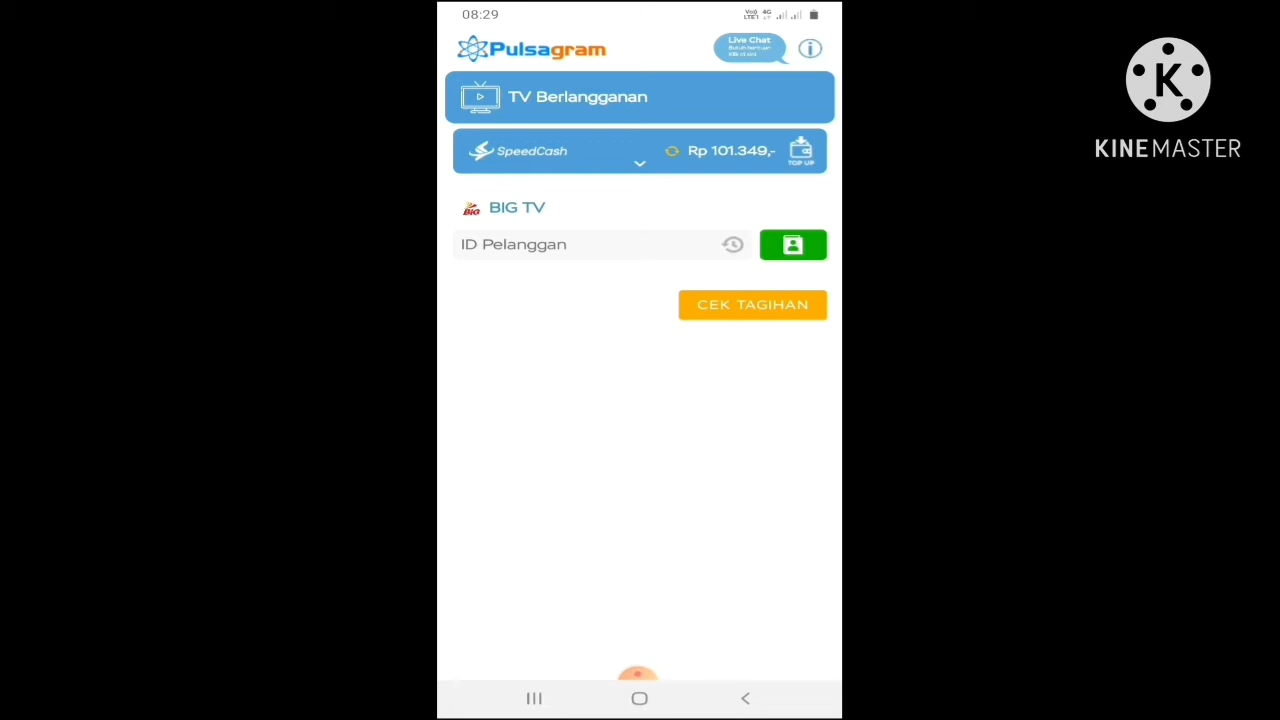 08:29
Pulsagram
Live Chat
TV Berlangganan
SpeedCash
Rp 101.349,-
TOP UP
BIG TV
ID Pelanggan
CEK TAGIHAN
K
KINEMASTER